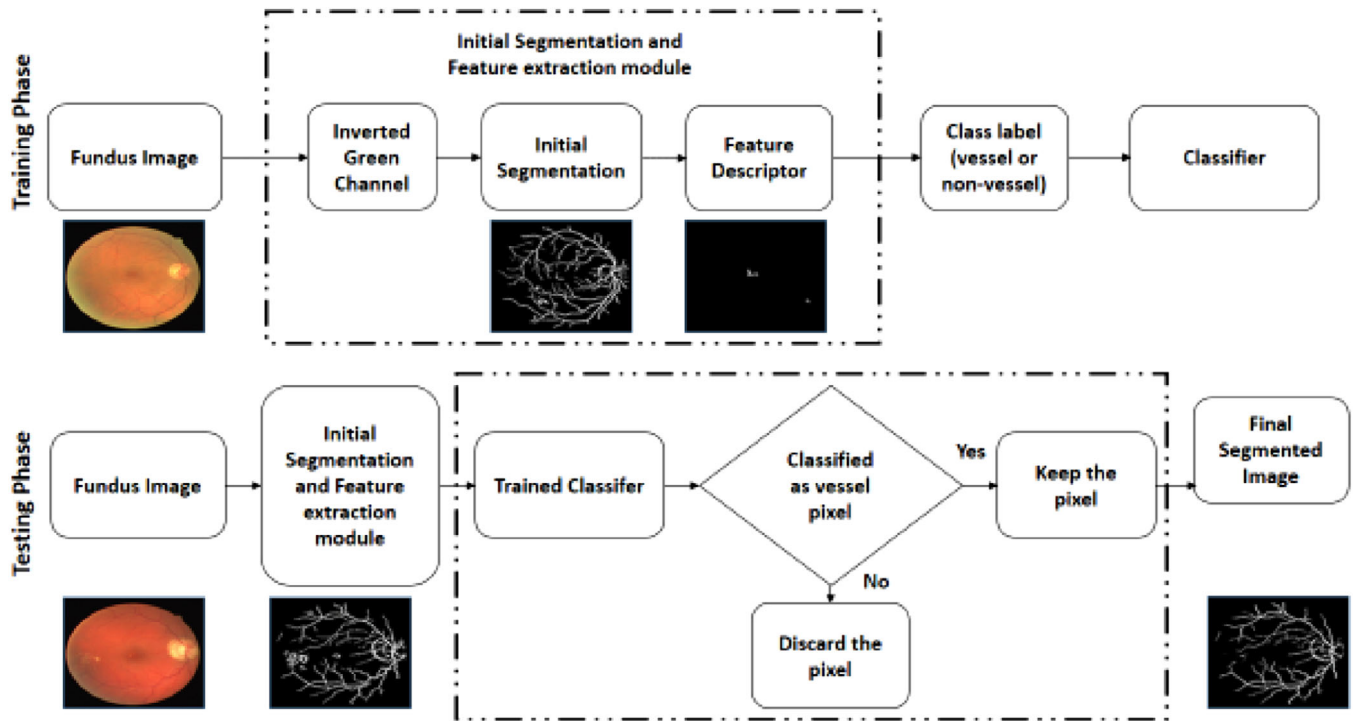 Training Phase
Initial Segmentation and
Feature extraction module
Fundus Image
Inverted
Green
Channel
Initial
Segmentation
Feature
Descriptor
Class label
(vessel or
non-vessel)
Classifier
Testing Phase
Fundus Image
Initial
Segmentation
and Feature
extraction
module
Trained Classifer
Classified
as vessel
pixel
Yes
Keep the
pixel
Final
Segmented
Image
No
Discard the
pixel